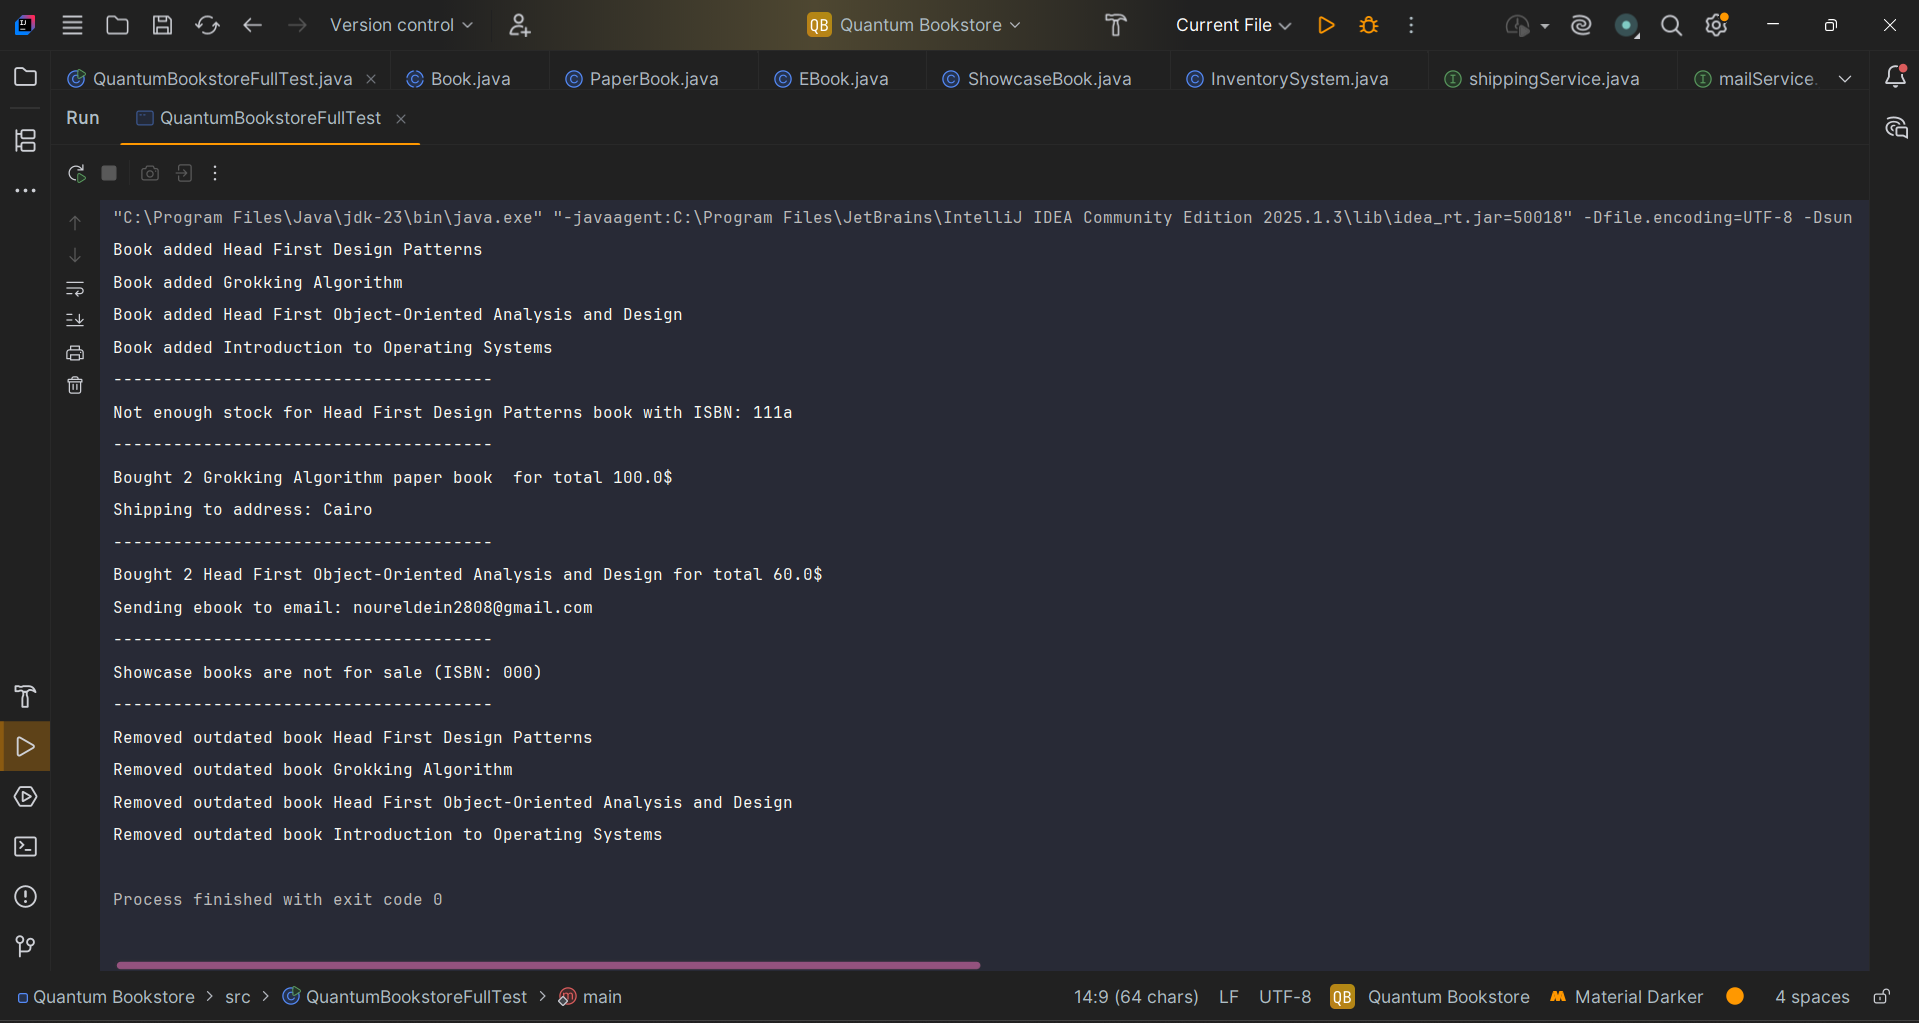 Version control
QB Quantum Bookstore
Current File
QuantumBookstoreFullTest.java
Book.java
PaperBook.java
EBook.java
ShowcaseBook.java
InventorySystem.java
shippingService.java
mailService.
Run
QuantumBookstoreFullTest
"C:\Program Files\Java\jdk-23\bin\java.exe" "-javaagent:C:\Program Files\JetBrains\IntelliJ IDEA Community Edition 2025.1.3\lib\idea_rt.jar=50018" -Dfile.encoding=UTF-8 -Dsun
Book added Head First Design Patterns
Book added Grokking Algorithm
Book added Head First Object-Oriented Analysis and Design
Book added Introduction to Operating Systems
--------------------------------------
Not enough stock for Head First Design Patterns book with ISBN: 111a
--------------------------------------
Bought 2 Grokking Algorithm paper book  for total 100.0$
Shipping to address: Cairo
--------------------------------------
Bought 2 Head First Object-Oriented Analysis and Design for total 60.0$
Sending ebook to email: noureldein2808@gmail.com
--------------------------------------
Showcase books are not for sale (ISBN: 000)
--------------------------------------
Removed outdated book Head First Design Patterns
Removed outdated book Grokking Algorithm
Removed outdated book Head First Object-Oriented Analysis and Design
Removed outdated book Introduction to Operating Systems
Process finished with exit code 0
Quantum Bookstore > src > QuantumBookstoreFullTest > main
14:9 (64 chars) LF UTF-8 QB Quantum Bookstore Material Darker 4 spaces